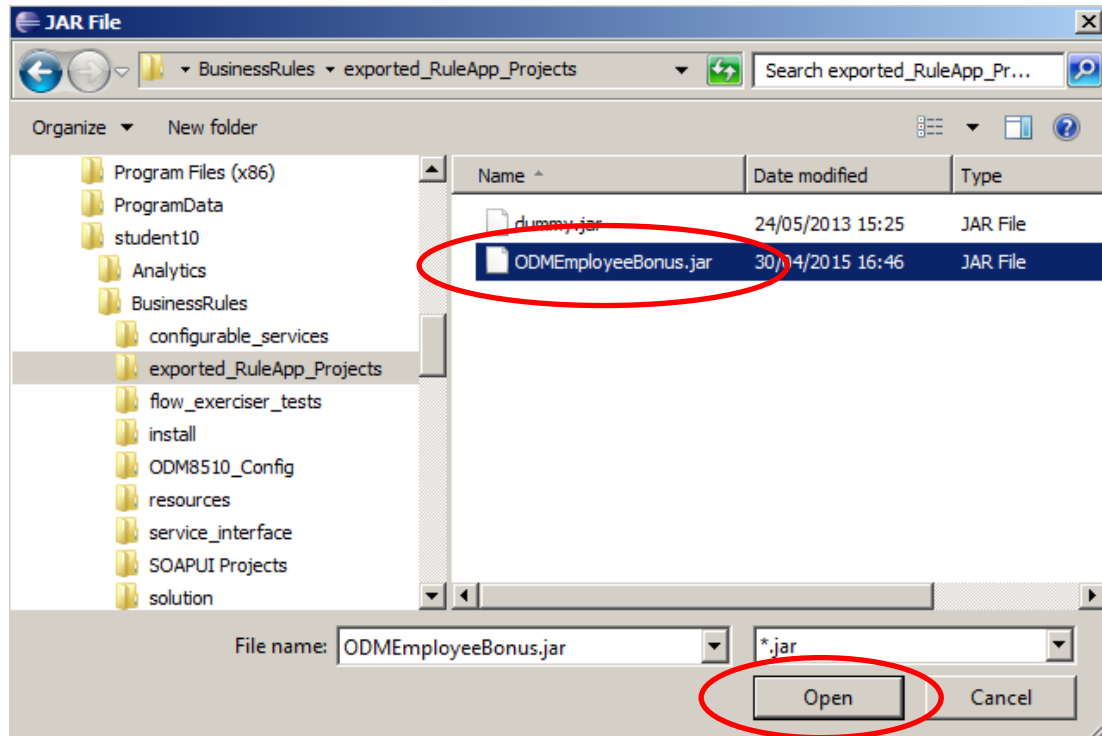 JAR File
BusinessRules exported_RuleApp_Projects Search exported_RuleApp_Pr...
Organize New folder
Program Files (x86)
ProgramData
student10
Analytics
BusinessRules
configurable_services
exported_RuleApp_Projects
flow_exerciser_tests
install
ODM8510_Config
resources
service_interface
SOAPUI Projects
solution
Name Date modified Type
dummy.jar 24/05/2013 15:25 JAR File
ODMEmployeeBonus.jar 30/04/2015 16:46 JAR File
File name: ODMEmployeeBonus.jar *.jar
Open Cancel